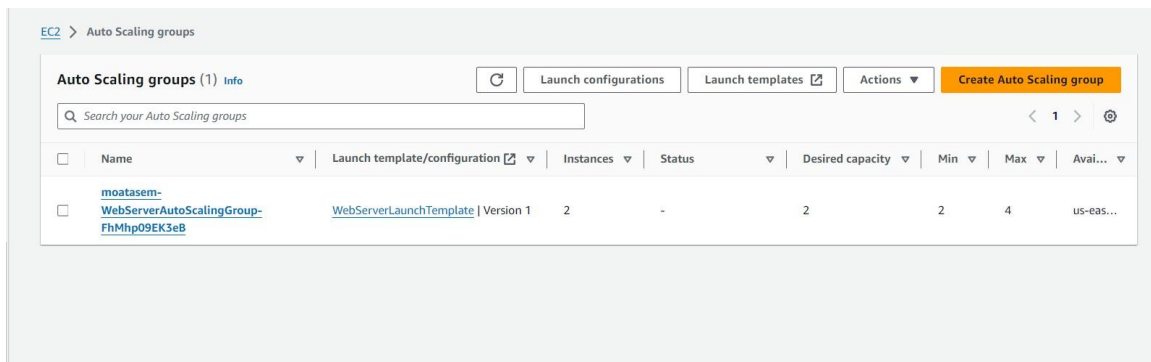 EC2 > Auto Scaling groups
Auto Scaling groups (1) Info
Launch configurations
Launch templates
Actions
Create Auto Scaling group
Search your Auto Scaling groups
1
Name
Launch template/configuration
Instances
Status
Desired capacity
Min
Max
Avai...
moatasem-
WebServerAutoScalingGroup-
FhMhp09EK3eB
WebServerLaunchTemplate | Version 1
2
-
2
2
4
us-eas...